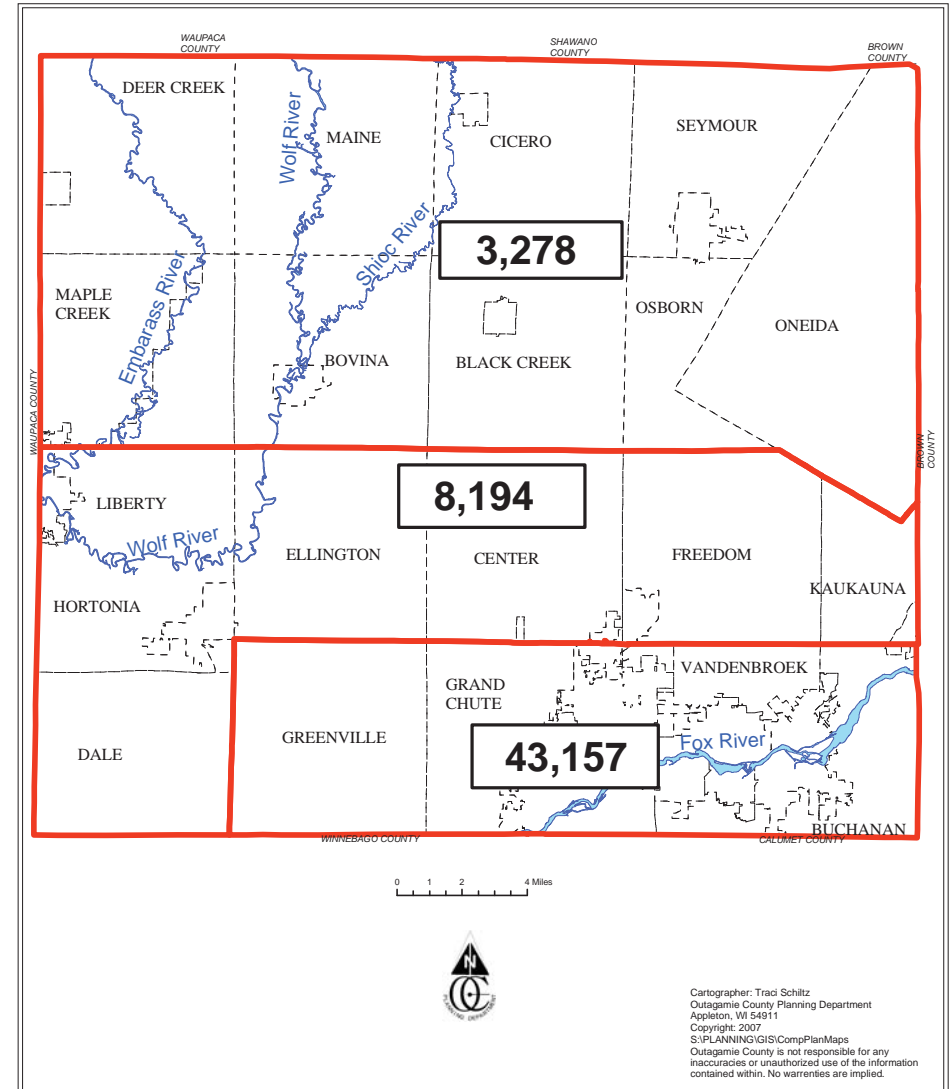 WAUPACA
COUNTY
SHAWANO
COUNTY
BROWN
COUNTY
DEER CREEK
Wolf River
MAINE
CICERO
SEYMOUR
3,278
Shioc River
Embarass River
MAPLE
CREEK
BOVINA
BLACK CREEK
OSBORN
ONEIDA
WAUPACA COUNTY
BROWN
COUNTY
LIBERTY
8,194
Wolf River
ELLINGTON
CENTER
FREEDOM
KAUKAUNA
HORTONIA
GRAND
CHUTE
VANDENBROEK
DALE
GREENVILLE
43,157
Fox River
BUCHANAN
WINNEBAGO COUNTY
CALUMET COUNTY
0 1 2 4 Miles
N
OC
PLANNING DEPARTMENT
Cartographer: Traci Schiltz
Outagamie County Planning Department
Appleton, WI 54911
Copyright: 2007
S:\PLANNING\GIS\CompPlanMaps
Outagamie County is not responsible for any
inaccuracies or unauthorized use of the information
contained within. No warrenties are implied.